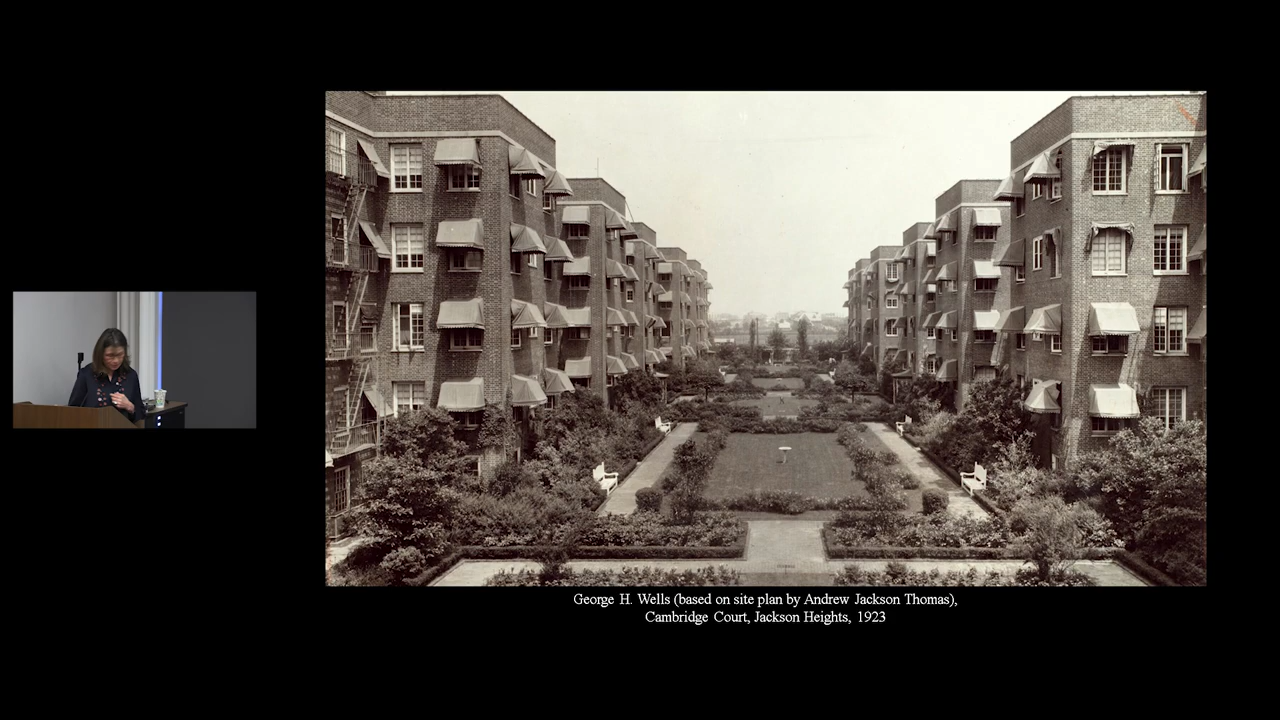 George H. Wells (based on site plan by Andrew Jackson Thomas),
Cambridge Court, Jackson Heights, 1923